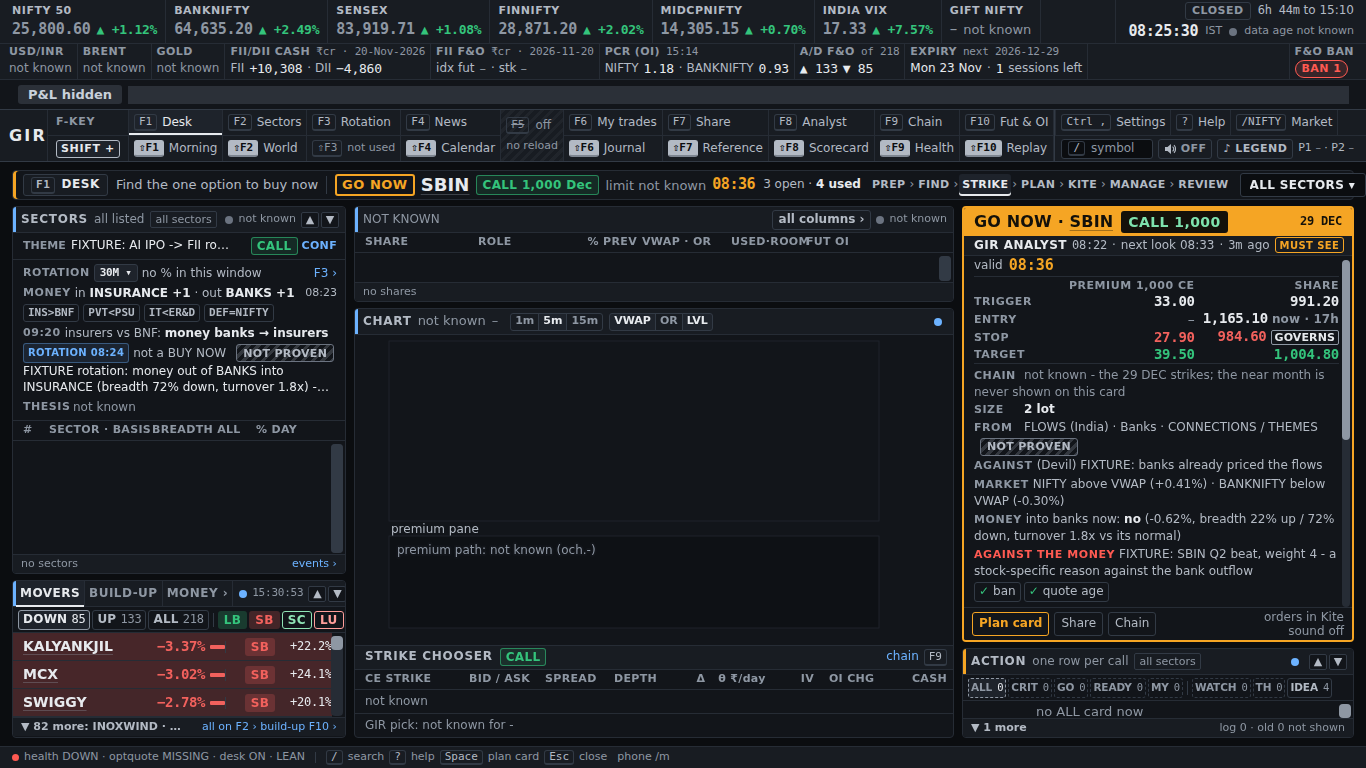 NIFTY 50 BANKNIFTY SENSEX FINNIFTY MIDCPNIFTY INDIA VIX GIFT NIFTY CLOSED 6h 44m to 15:10
25,800.60 ▲ +1.12% 64,635.20 ▲ +2.49% 83,919.71 ▲ +1.08% 28,871.20 ▲ +2.02% 14,305.15 ▲ +0.70% 17.33 ▲ +7.57% – not known 08:25:30 IST data age not known
USD/INR BRENT GOLD FII/DII CASH ₹cr · 20-Nov-2026 FII F&O ₹cr · 2026-11-20 PCR (OI) 15:14 A/D F&O of 218 EXPIRY next 2026-12-29 F&O BAN
not known not known not known FII +10,308 · DII −4,860 idx fut – · stk – NIFTY 1.18 · BANKNIFTY 0.93 ▲ 133 ▼ 85 Mon 23 Nov · 1 sessions left BAN 1
P&L hidden
GIR F-KEY F1 Desk F2 Sectors F3 Rotation F4 News F5 off F6 My trades F7 Share F8 Analyst F9 Chain F10 Fut & OI Ctrl , Settings ? Help /NIFTY Market
SHIFT + ⇧F1 Morning ⇧F2 World ⇧F3 not used ⇧F4 Calendar no reload ⇧F6 Journal ⇧F7 Reference ⇧F8 Scorecard ⇧F9 Health ⇧F10 Replay / symbol OFF ♪ LEGEND P1 – · P2 –
F1 DESK Find the one option to buy now GO NOW SBIN CALL 1,000 Dec limit not known 08:36 3 open · 4 used PREP › FIND › STRIKE › PLAN › KITE › MANAGE › REVIEW ALL SECTORS ▾
SECTORS all listed all sectors not known ▲ ▼
THEME FIXTURE: AI IPO -> FII ro… CALL CONF
ROTATION 30M ▾ no % in this window F3 ›
MONEY in INSURANCE +1 · out BANKS +1 08:23
INS>BNF PVT<PSU IT<ER&D DEF=NIFTY
09:20 insurers vs BNF: money banks → insurers
ROTATION 08:24 not a BUY NOW NOT PROVEN
FIXTURE rotation: money out of BANKS into
INSURANCE (breadth 72% down, turnover 1.8x) -…
THESIS not known
# SECTOR · BASIS BREADTH ALL % DAY
no sectors events ›
MOVERS BUILD-UP MONEY › 15:30:53 ▲ ▼
DOWN 85 UP 133 ALL 218 LB SB SC LU
KALYANKJIL −3.37% SB +22.2%
MCX −3.02% SB +24.1%
SWIGGY −2.78% SB +20.1%
▼ 82 more: INOXWIND · … all on F2 › build-up F10 ›
NOT KNOWN all columns › not known
SHARE ROLE % PREV VWAP · OR USED·ROOM FUT OI
no shares
CHART not known – 1m 5m 15m VWAP OR LVL
premium pane
premium path: not known (och.-)
STRIKE CHOOSER CALL chain F9
CE STRIKE BID / ASK SPREAD DEPTH Δ θ ₹/day IV OI CHG CASH
not known
GIR pick: not known for -
GO NOW · SBIN CALL 1,000 29 DEC
GIR ANALYST 08:22 · next look 08:33 · 3m ago MUST SEE
valid 08:36
PREMIUM 1,000 CE SHARE
TRIGGER 33.00 991.20
ENTRY – 1,165.10 now · 17h
STOP 27.90 984.60 GOVERNS
TARGET 39.50 1,004.80
CHAIN not known - the 29 DEC strikes; the near month is
never shown on this card
SIZE 2 lot
FROM FLOWS (India) · Banks · CONNECTIONS / THEMES
NOT PROVEN
AGAINST (Devil) FIXTURE: banks already priced the flows
MARKET NIFTY above VWAP (+0.41%) · BANKNIFTY below
VWAP (-0.30%)
MONEY into banks now: no (-0.62%, breadth 22% up / 72%
down, turnover 1.8x vs its normal)
AGAINST THE MONEY FIXTURE: SBIN Q2 beat, weight 4 - a
stock-specific reason against the bank outflow
✓ ban ✓ quote age
Plan card Share Chain orders in Kite
sound off
ACTION one row per call all sectors ▲ ▼
ALL 0 CRIT 0 GO 0 READY 0 MY 0 WATCH 0 TH 0 IDEA 4
no ALL card now
▼ 1 more log 0 · old 0 not shown
health DOWN · optquote MISSING · desk ON · LEAN / search ? help Space plan card Esc close phone /m